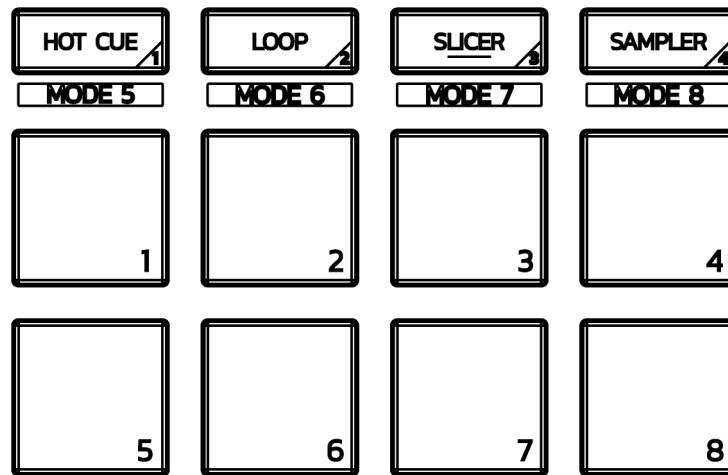 HOT CUE 1 LOOP 2 SLICER 3 SAMPLER 4
MODE 5 MODE 6 MODE 7 MODE 8
1 2 3 4
5 6 7 8